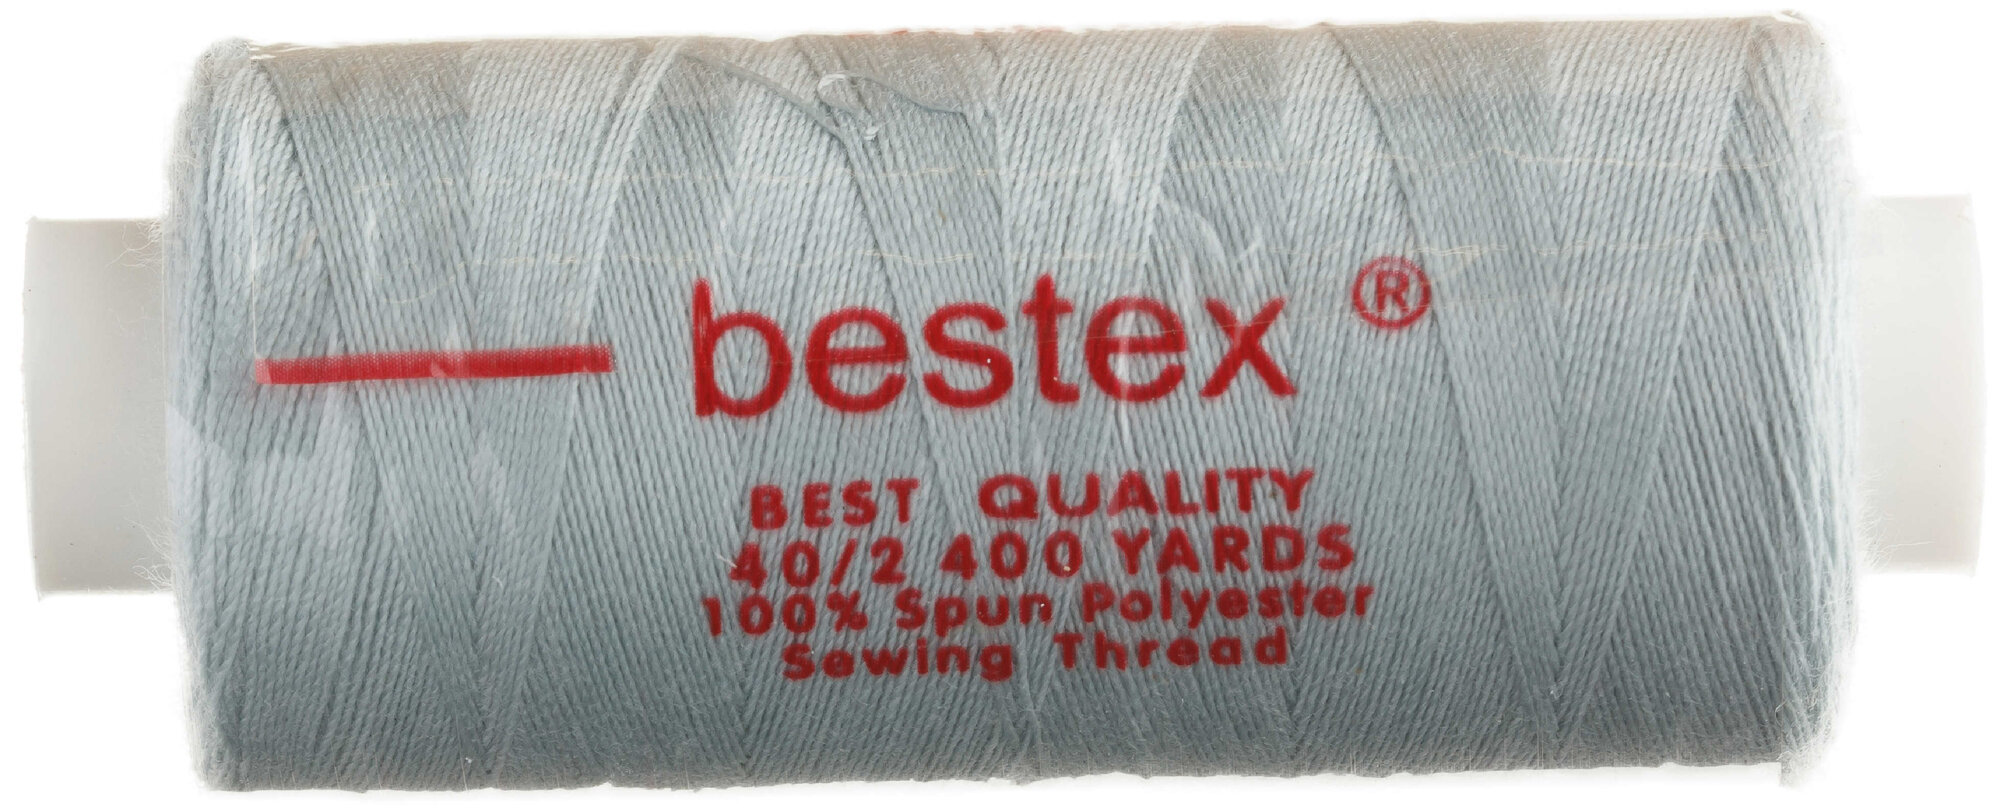 bestex ®
BEST QUALITY
40/2 400 YARDS
100% Spun Polyester
Sewing Thread